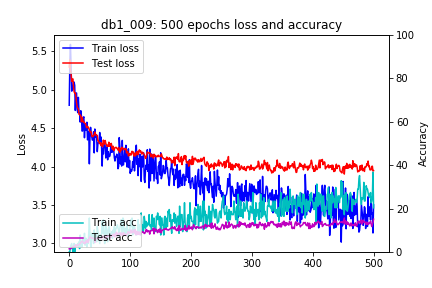 db1_009: 500 epochs loss and accuracy
Train loss
Test loss
Train acc
Test acc
Loss
5.5
5.0
4.5
4.0
3.5
3.0
Accuracy
100
80
60
40
20
0
0
100
200
300
400
500